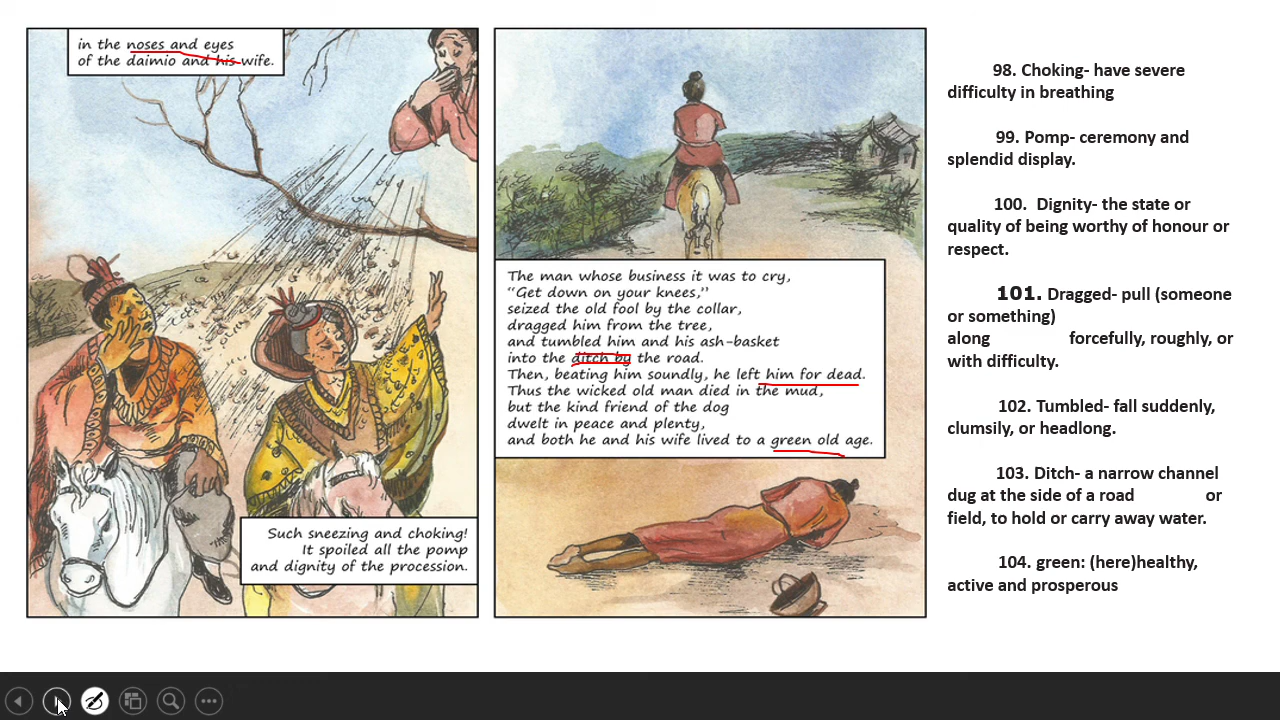 in the noses and eyes
of the daimio and his wife.
Such sneezing and choking!
It spoiled all the pomp
and dignity of the procession.
The man whose business it was to cry,
“Get down on your knees,”
seized the old fool by the collar,
dragged him from the tree,
and tumbled him and his ash-basket
into the ditch by the road.
Then, beating him soundly, he left him for dead.
Thus the wicked old man died in the mud,
but the kind friend of the dog
dwelt in peace and plenty,
and both he and his wife lived to a green old age.
98. Choking- have severe
difficulty in breathing
99. Pomp- ceremony and
splendid display.
100. Dignity- the state or
quality of being worthy of honour or
respect.
101. Dragged- pull (someone
or something)
along forcefully, roughly, or
with difficulty.
102. Tumbled- fall suddenly,
clumsily, or headlong.
103. Ditch- a narrow channel
dug at the side of a road or
field, to hold or carry away water.
104. green: (here)healthy,
active and prosperous